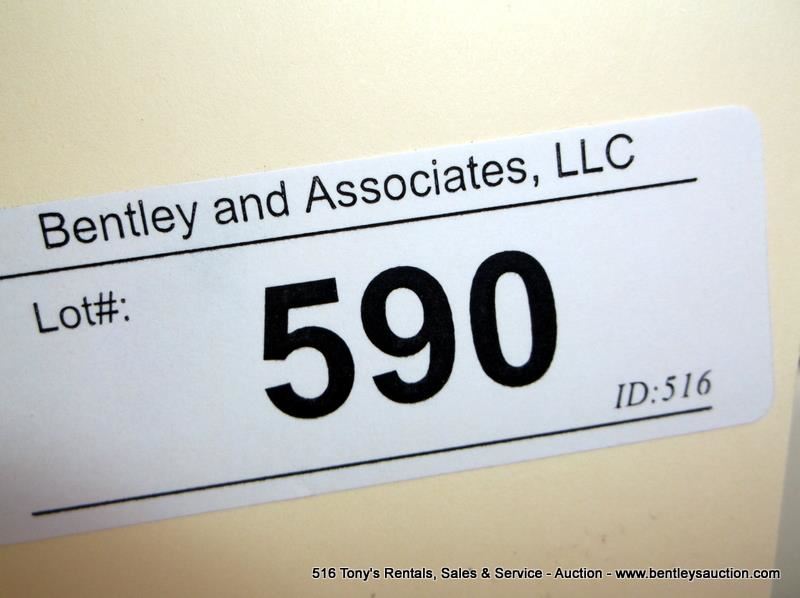 Bentley and Associates, LLC
Lot#:
590
ID:516
516 Tony's Rentals, Sales & Service - Auction - www.bentleysauction.com